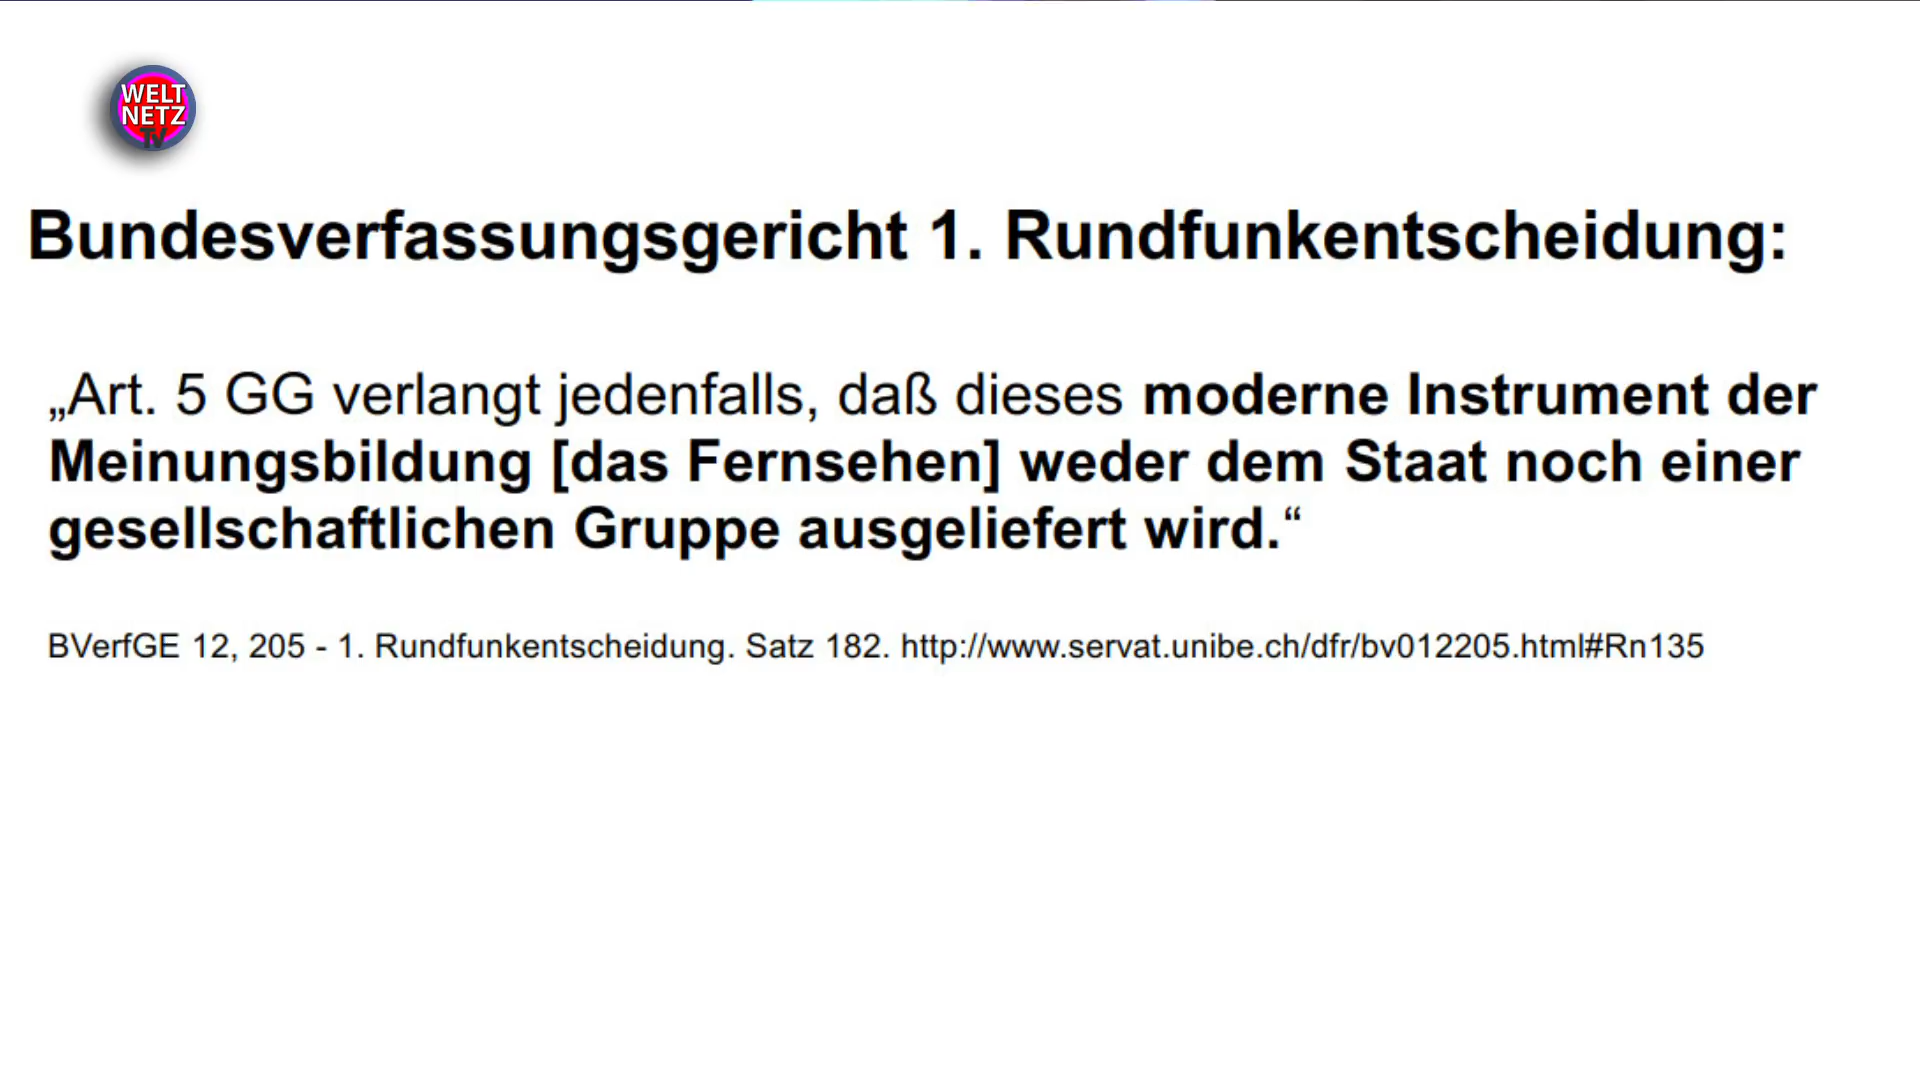 WELT
NETZ
TV
Bundesverfassungsgericht 1. Rundfunkentscheidung:
„Art. 5 GG verlangt jedenfalls, daß dieses moderne Instrument der
Meinungsbildung [das Fernsehen] weder dem Staat noch einer
gesellschaftlichen Gruppe ausgeliefert wird.“
BVerfGE 12, 205 - 1. Rundfunkentscheidung. Satz 182. http://www.servat.unibe.ch/dfr/bv012205.html#Rn135